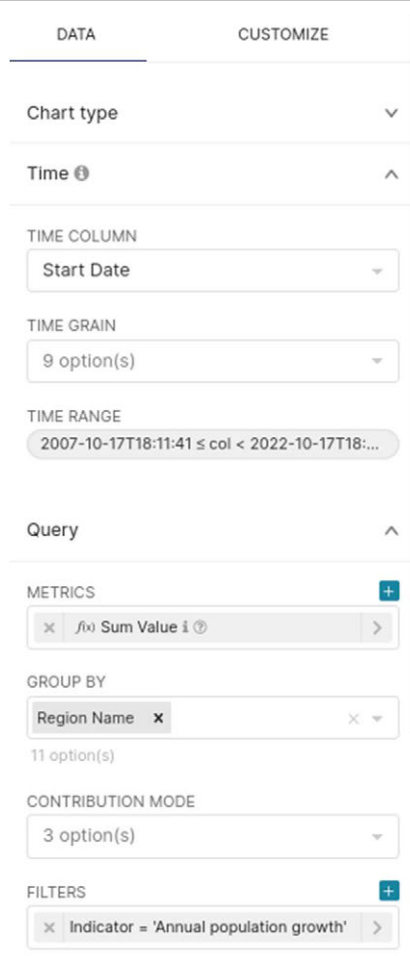 DATA CUSTOMIZE
Chart type
Time
TIME COLUMN
Start Date
TIME GRAIN
9 option(s)
TIME RANGE
2007-10-17T18:11:41 ≤ col < 2022-10-17T18:...
Query
METRICS
f(x) Sum Value
GROUP BY
Region Name
11 option(s)
CONTRIBUTION MODE
3 option(s)
FILTERS
Indicator = 'Annual population growth'